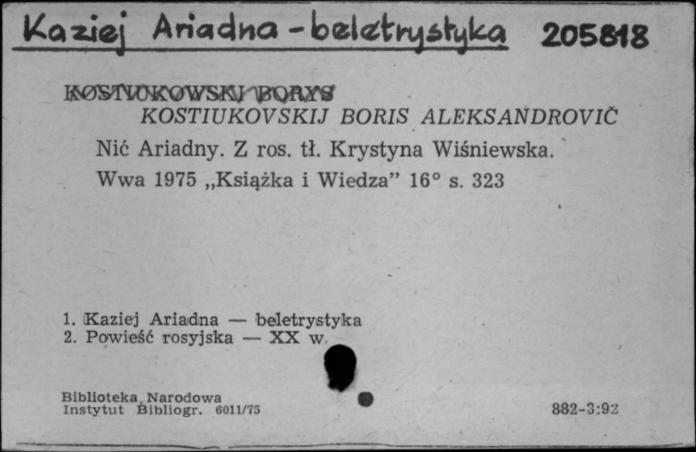 Kaziej Ariadna - beletrystyka 205818
KOSTIUKOWSKI BORYS
KOSTIUKOVSKIJ BORIS ALEKSANDROVIČ
Nić Ariadny. Z ros. tł. Krystyna Wiśniewska.
Wwa 1975 „Książka i Wiedza” 16° s. 323
1. Kaziej Ariadna — beletrystyka
2. Powieść rosyjska — XX w.
Biblioteka Narodowa
Instytut Bibliogr. 6011/75 882-3:92